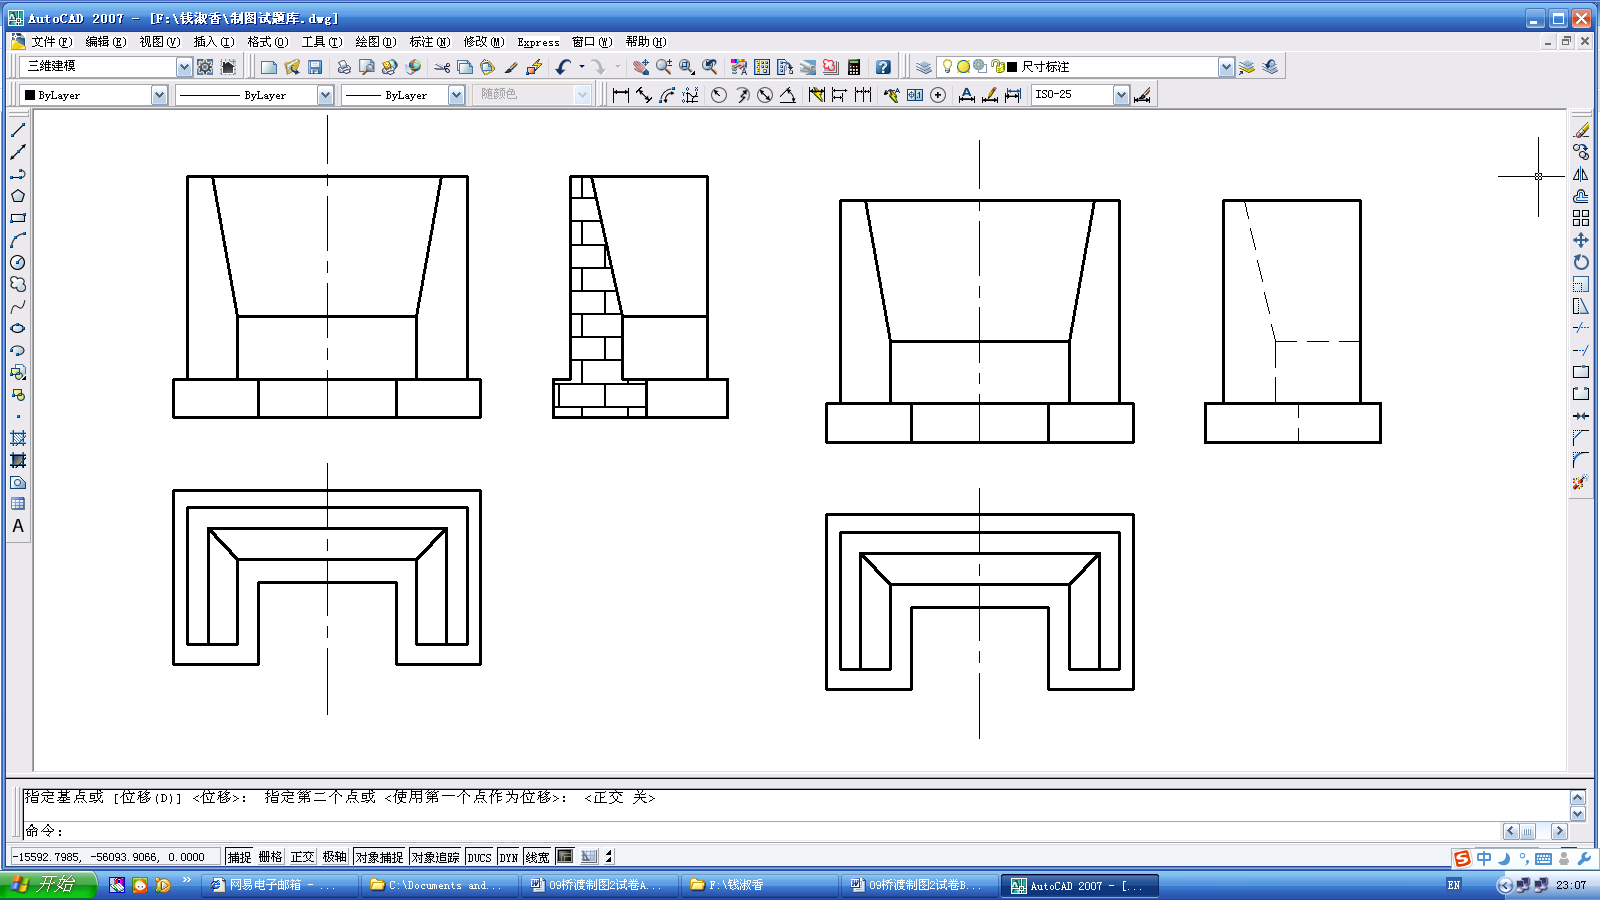 AutoCAD 2007 - [F:\钱淑香\制图试题库.dwg]
文件(F) 编辑(E) 视图(V) 插入(I) 格式(O) 工具(T) 绘图(D) 标注(N) 修改(M) Express 窗口(W) 帮助(H)
三维建模 尺寸标注
ByLayer ByLayer ByLayer 随颜色 ISO-25
A
指定基点或 [位移(D)] <位移>: 指定第二个点或 <使用第一个点作为位移>: <正交 关>
命令:
-15592.7985, -56093.9066, 0.0000 捕捉 栅格 正交 极轴 对象捕捉 对象追踪 DUCS DYN 线宽
中
开始 网易电子邮箱 - ... C:\Documents and... 09桥渡制图2试卷A... F:\钱淑香 09桥渡制图2试卷B... AutoCAD 2007 - [... EN 23:07